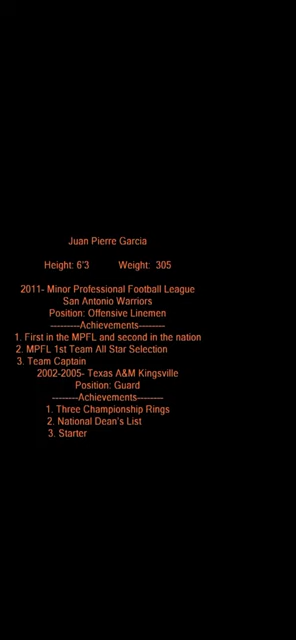 Juan Pierre Garcia
Height: 6'3 Weight: 305
2011- Minor Professional Football League
San Antonio Warriors
Position: Offensive Linemen
---------Achievements--------
1. First in the MPFL and second in the nation
2. MPFL 1st Team All Star Selection
3. Team Captain
2002-2005- Texas A&M Kingsville
Position: Guard
--------Achievements--------
1. Three Championship Rings
2. National Dean's List
3. Starter